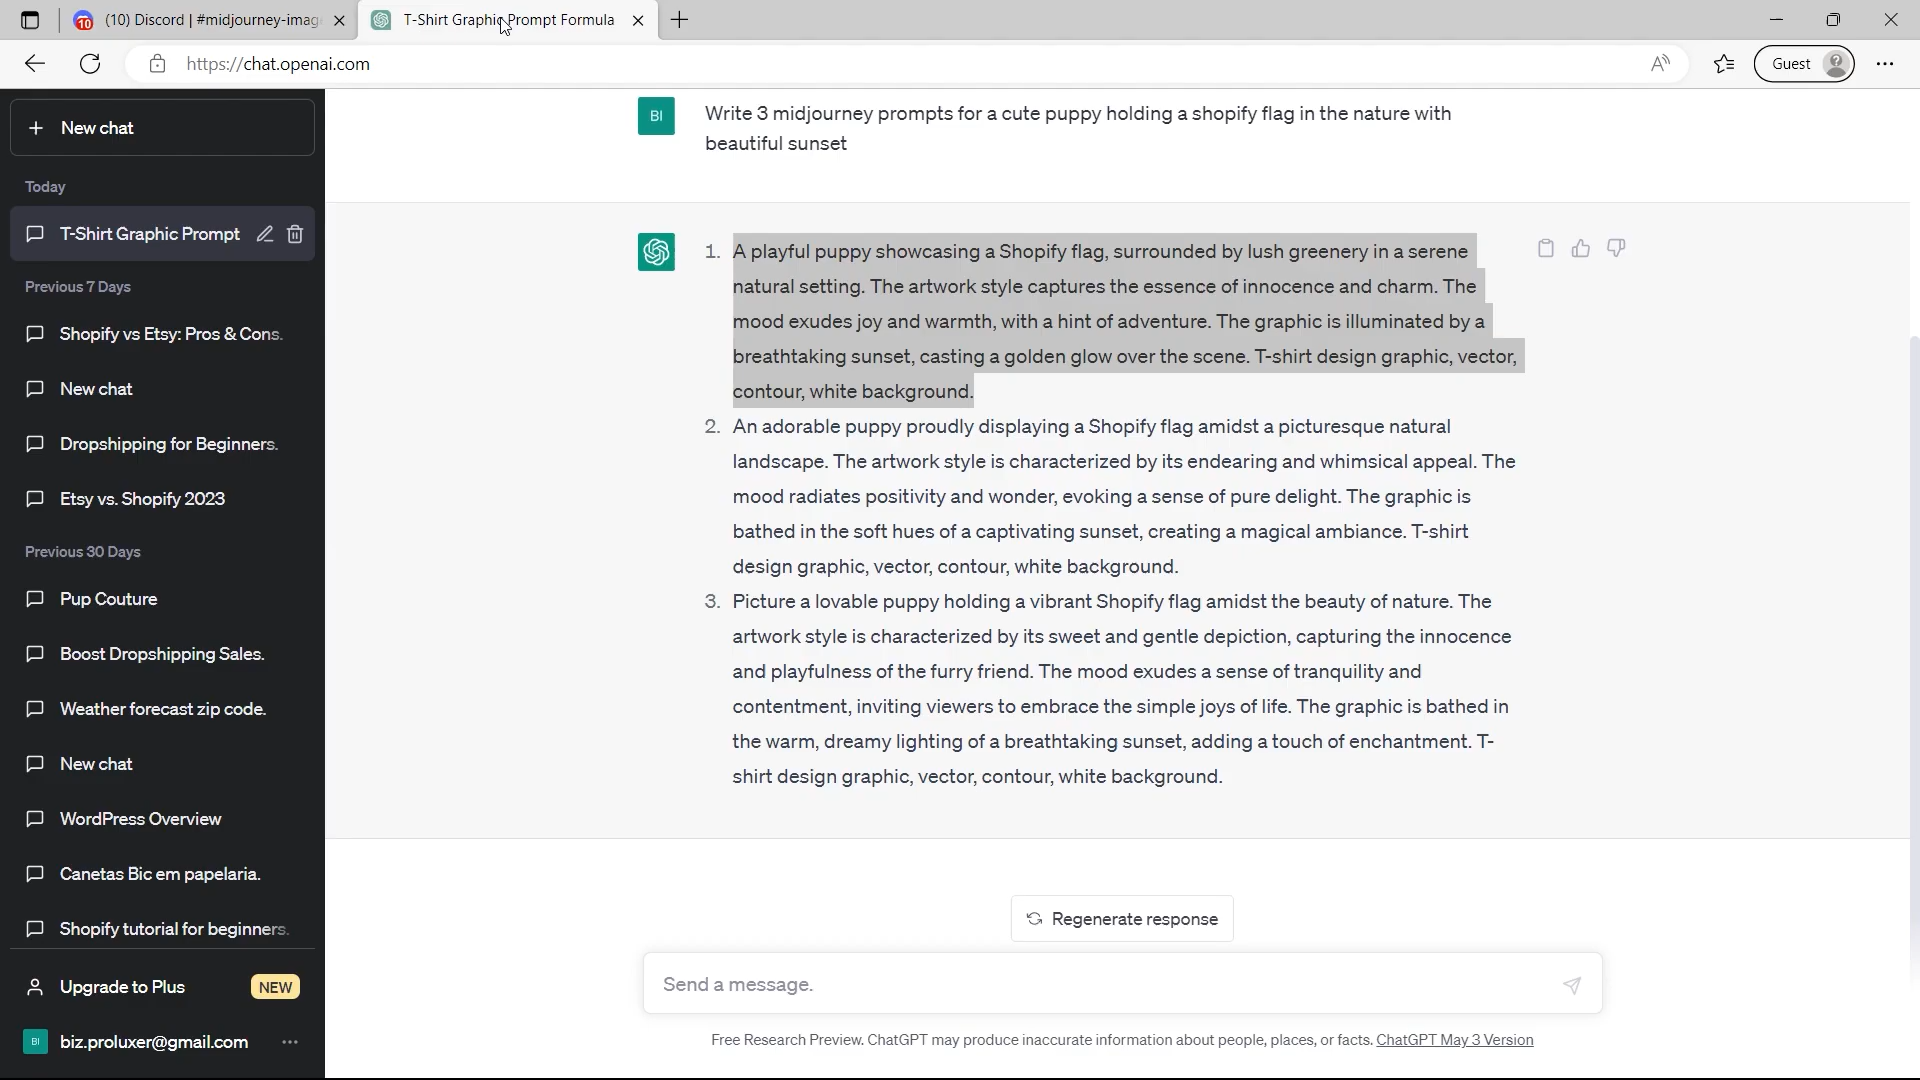 (10) Discord | #midjourney-imag
T-Shirt Graphic Prompt Formula
https://chat.openai.com
Guest
New chat
Today
T-Shirt Graphic Prompt
Previous 7 Days
Shopify vs Etsy: Pros & Cons.
New chat
Dropshipping for Beginners.
Etsy vs. Shopify 2023
Previous 30 Days
Pup Couture
Boost Dropshipping Sales.
Weather forecast zip code.
New chat
WordPress Overview
Canetas Bic em papelaria.
Shopify tutorial for beginners.
Upgrade to Plus NEW
BI biz.proluxer@gmail.com
BI Write 3 midjourney prompts for a cute puppy holding a shopify flag in the nature with
beautiful sunset
1. A playful puppy showcasing a Shopify flag, surrounded by lush greenery in a serene
natural setting. The artwork style captures the essence of innocence and charm. The
mood exudes joy and warmth, with a hint of adventure. The graphic is illuminated by a
breathtaking sunset, casting a golden glow over the scene. T-shirt design graphic, vector,
contour, white background.
2. An adorable puppy proudly displaying a Shopify flag amidst a picturesque natural
landscape. The artwork style is characterized by its endearing and whimsical appeal. The
mood radiates positivity and wonder, evoking a sense of pure delight. The graphic is
bathed in the soft hues of a captivating sunset, creating a magical ambiance. T-shirt
design graphic, vector, contour, white background.
3. Picture a lovable puppy holding a vibrant Shopify flag amidst the beauty of nature. The
artwork style is characterized by its sweet and gentle depiction, capturing the innocence
and playfulness of the furry friend. The mood exudes a sense of tranquility and
contentment, inviting viewers to embrace the simple joys of life. The graphic is bathed in
the warm, dreamy lighting of a breathtaking sunset, adding a touch of enchantment. T-
shirt design graphic, vector, contour, white background.
Regenerate response
Send a message.
Free Research Preview. ChatGPT may produce inaccurate information about people, places, or facts. ChatGPT May 3 Version